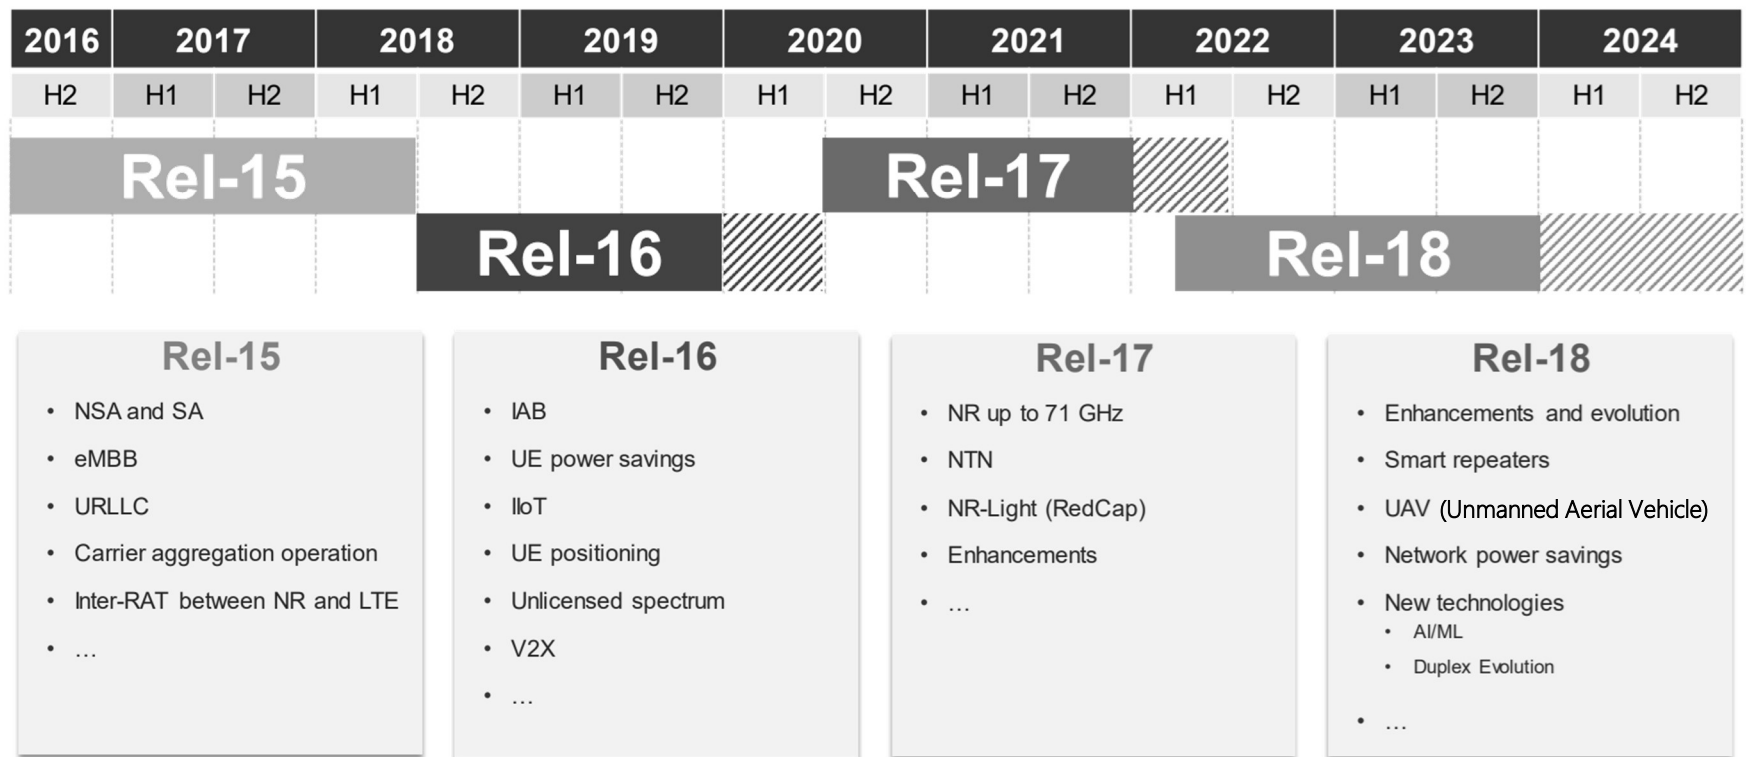 2016 2017 2018 2019 2020 2021 2022 2023 2024
H2 H1 H2 H1 H2 H1 H2 H1 H2 H1 H2 H1 H2 H1 H2 H1 H2
Rel-15 Rel-17
Rel-16 Rel-18
Rel-15
• NSA and SA
• eMBB
• URLLC
• Carrier aggregation operation
• Inter-RAT between NR and LTE
• …
Rel-16
• IAB
• UE power savings
• IIoT
• UE positioning
• Unlicensed spectrum
• V2X
• …
Rel-17
• NR up to 71 GHz
• NTN
• NR-Light (RedCap)
• Enhancements
• …
Rel-18
• Enhancements and evolution
• Smart repeaters
• UAV (Unmanned Aerial Vehicle)
• Network power savings
• New technologies
• AI/ML
• Duplex Evolution
• …